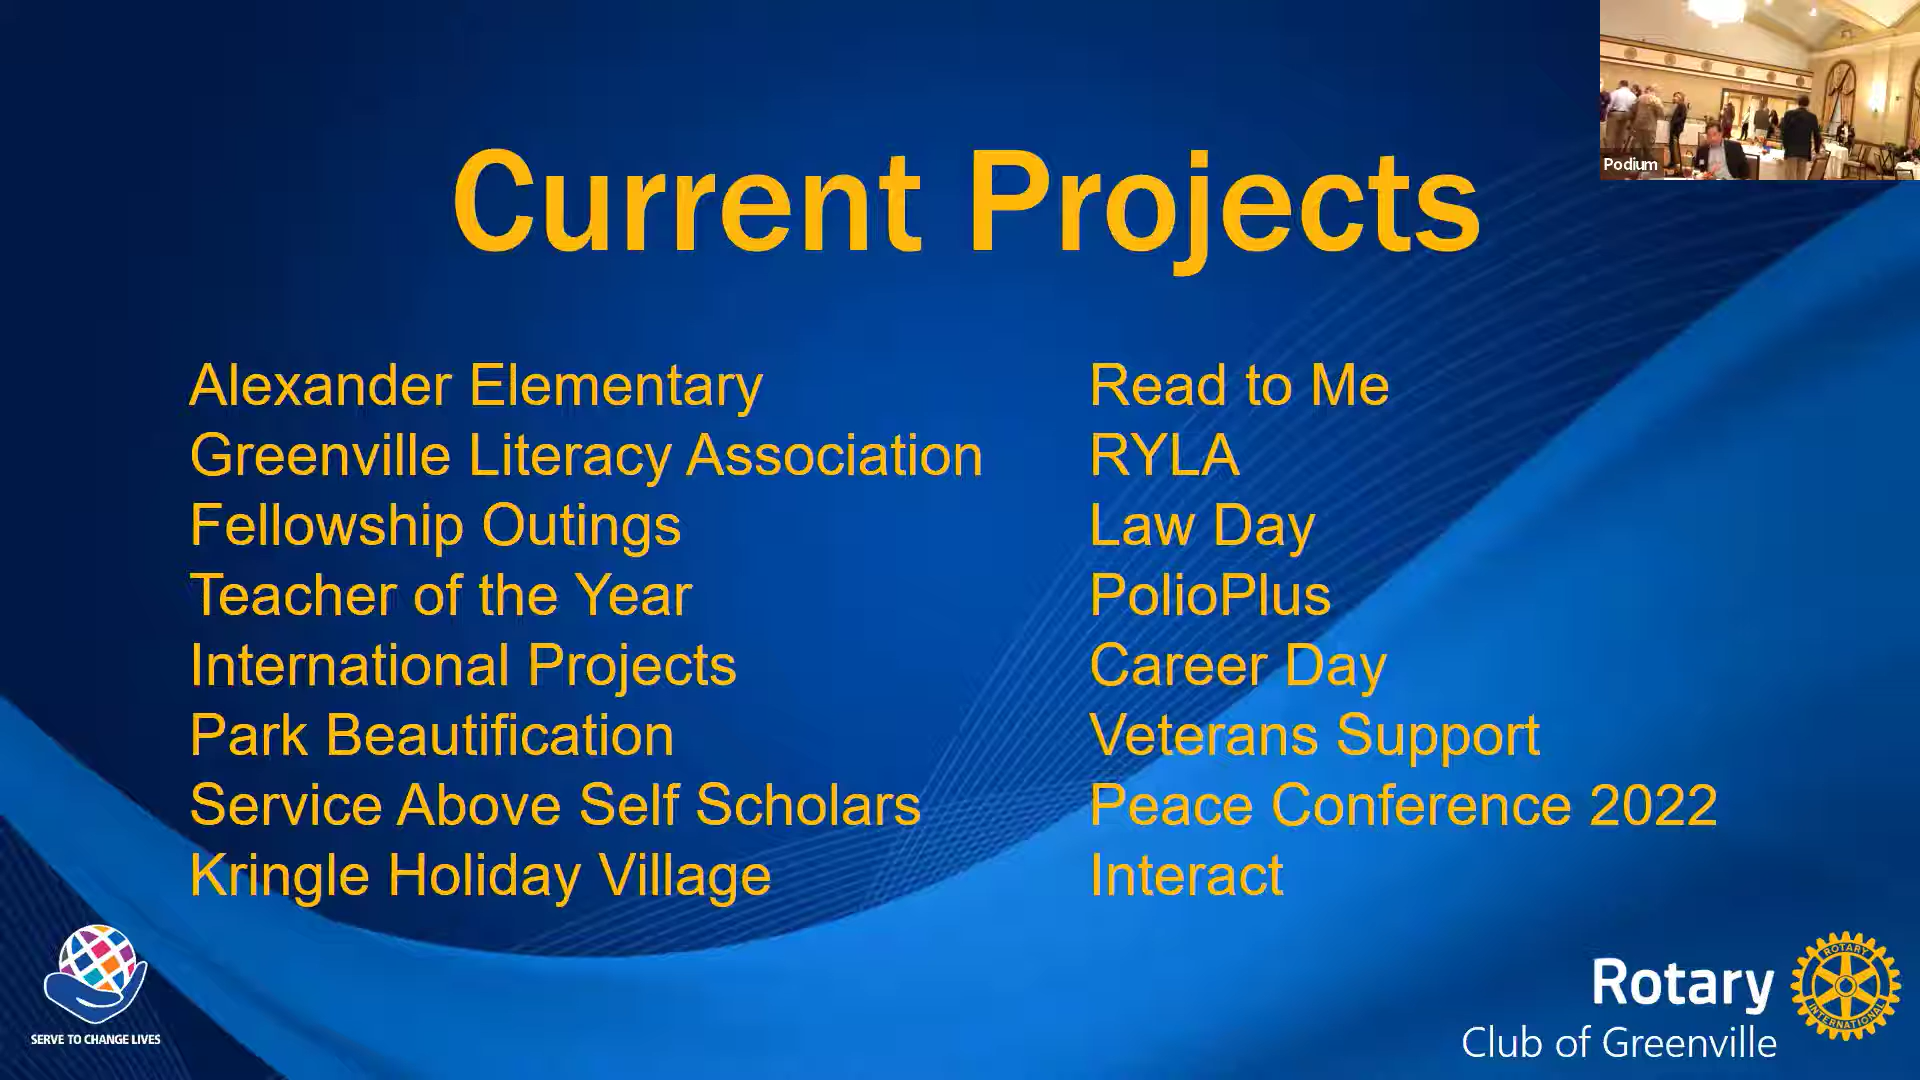 Podium
Current Projects
Alexander Elementary
Greenville Literacy Association
Fellowship Outings
Teacher of the Year
International Projects
Park Beautification
Service Above Self Scholars
Kringle Holiday Village
Read to Me
RYLA
Law Day
PolioPlus
Career Day
Veterans Support
Peace Conference 2022
Interact
SERVE TO CHANGE LIVES
Rotary
Club of Greenville
ROTARY
INTERNATIONAL